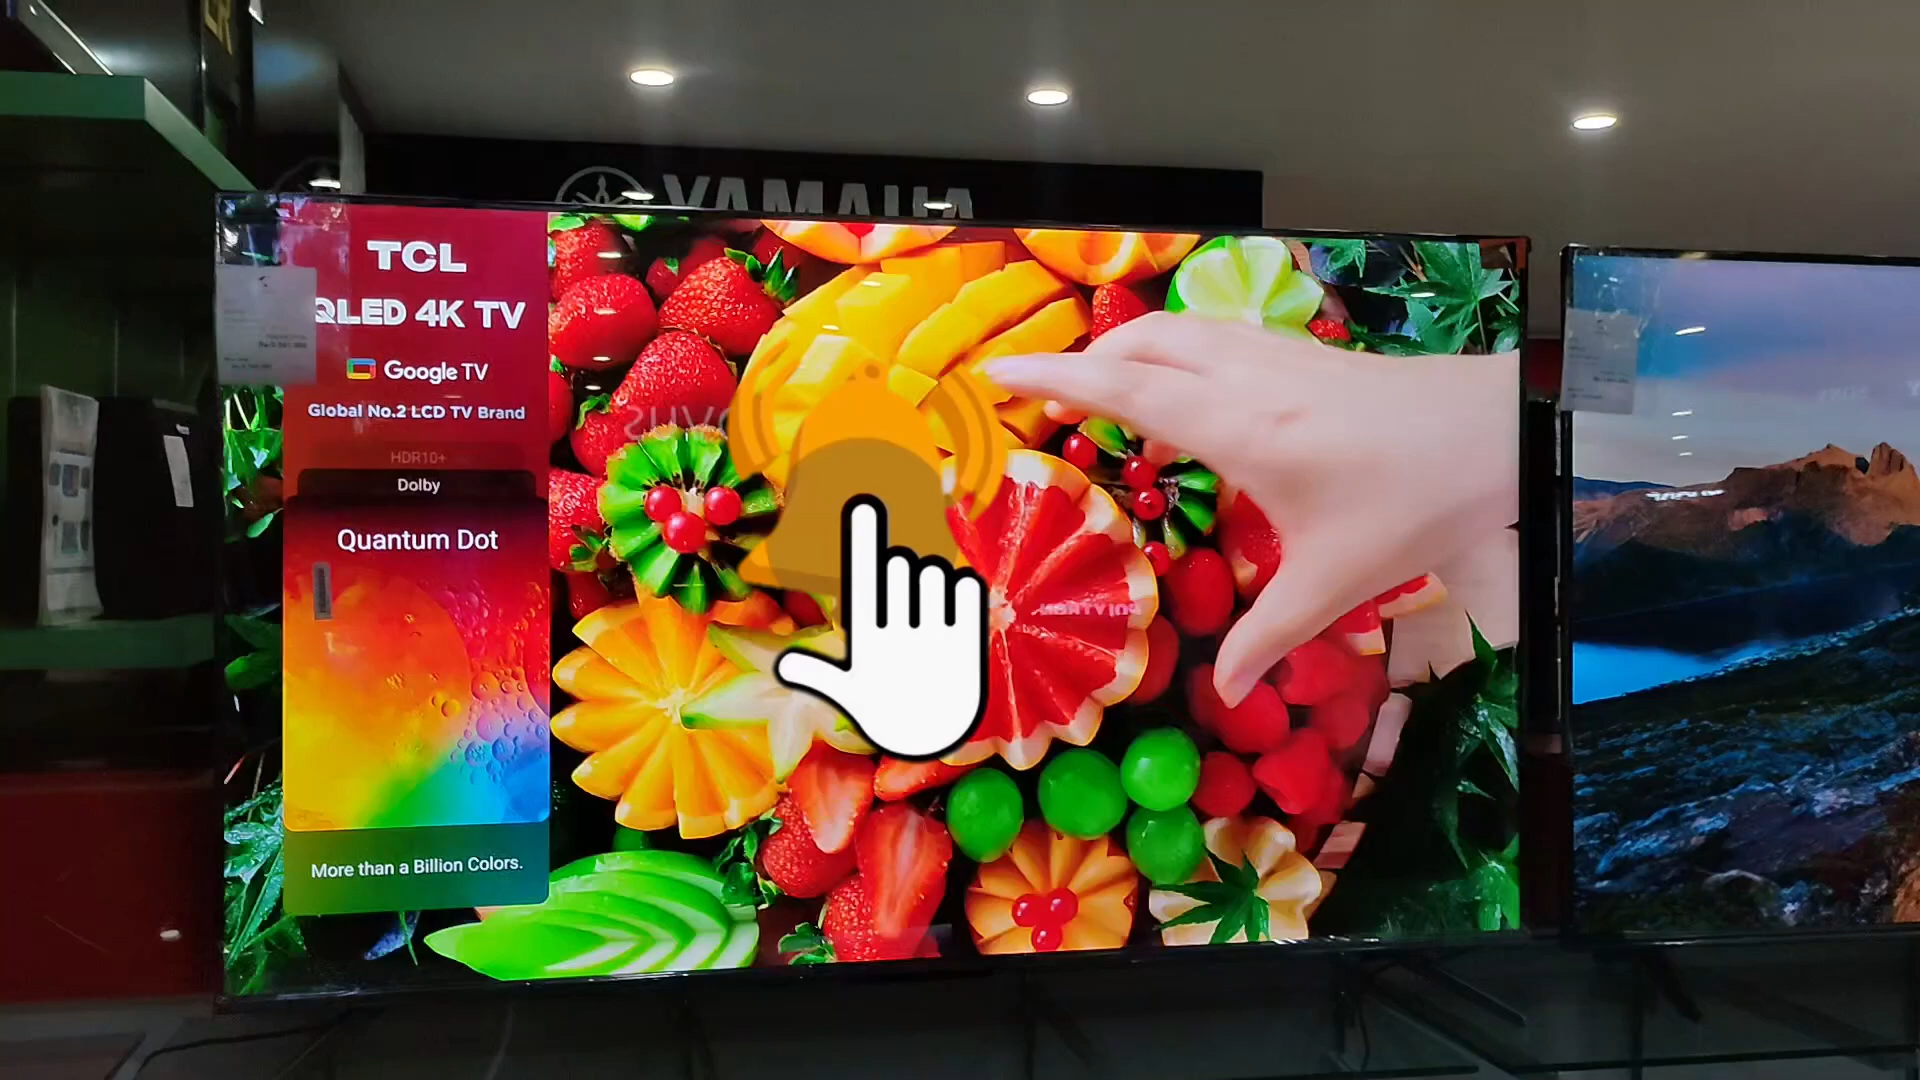 YAMAHA
TCL
QLED 4K TV
Google TV
Global No.2 LCD TV Brand
HDR10+
Dolby
Quantum Dot
More than a Billion Colors.